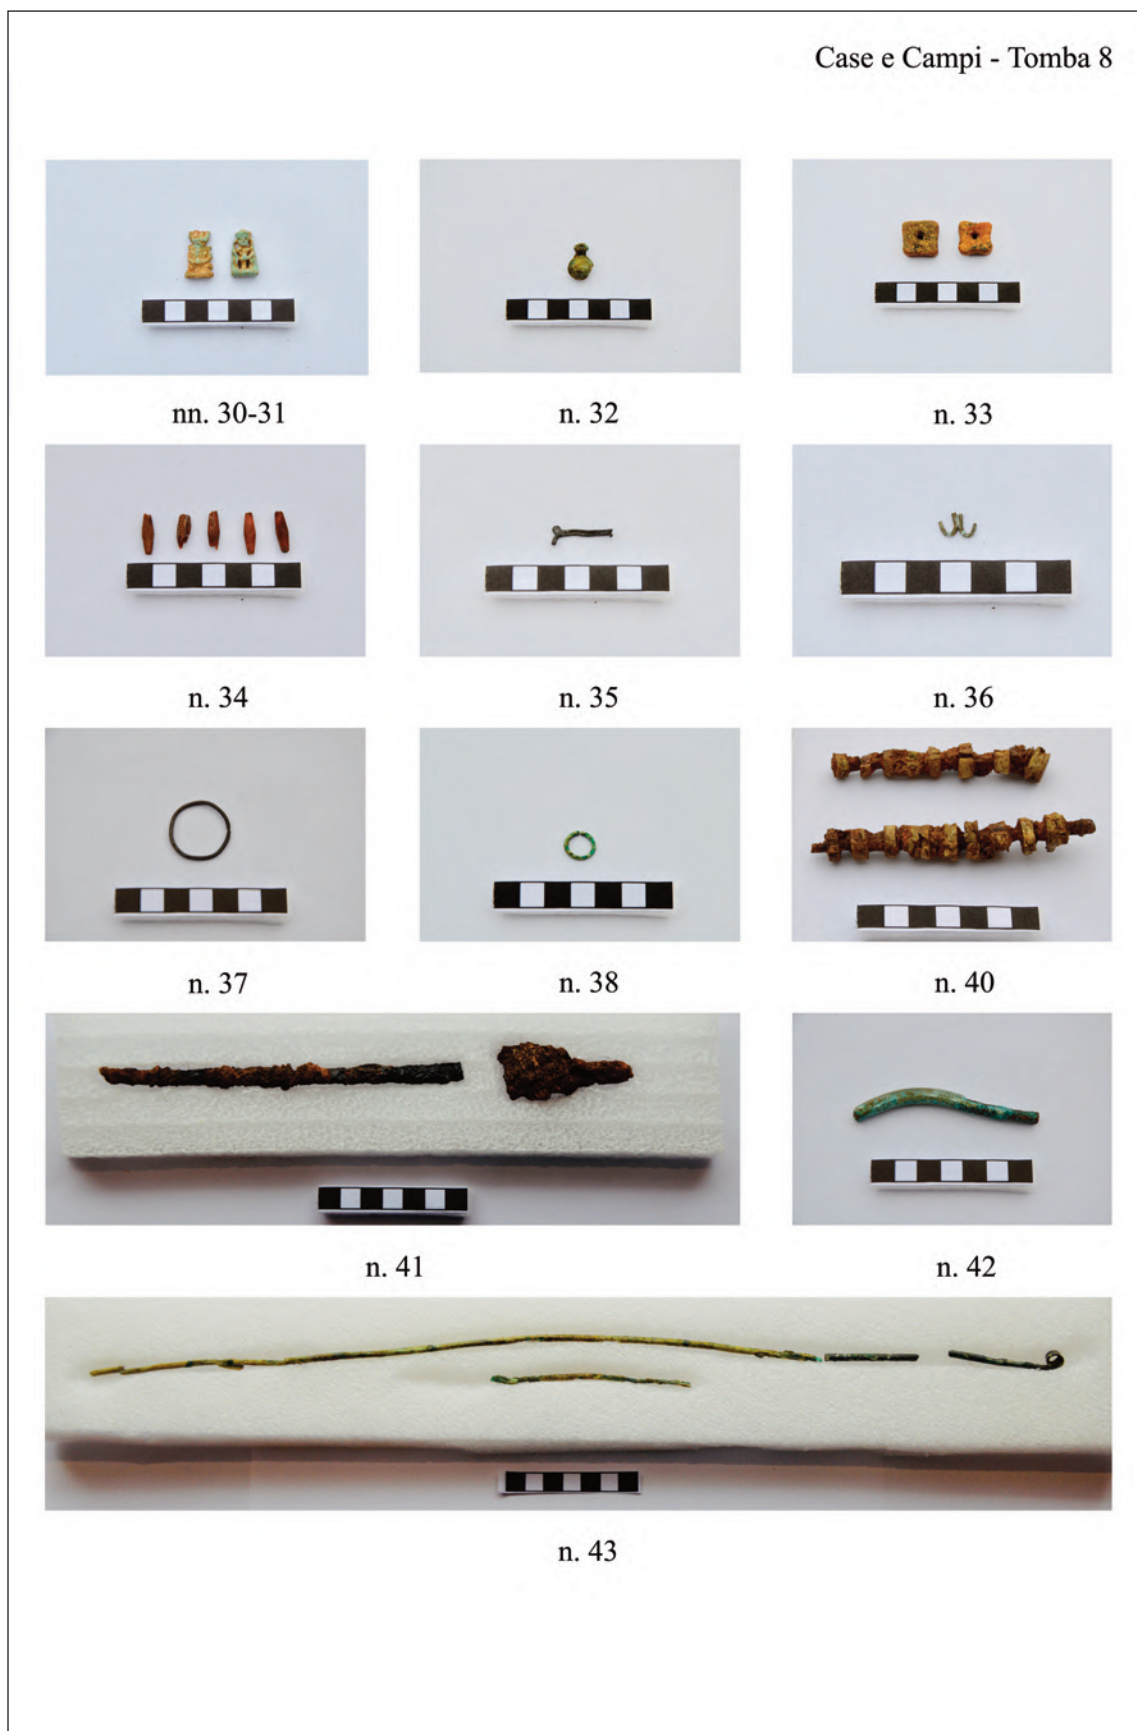 Case e Campi - Tomba 8
nn. 30-31
n. 32
n. 33
n. 34
n. 35
n. 36
n. 37
n. 38
n. 40
n. 41
n. 42
n. 43